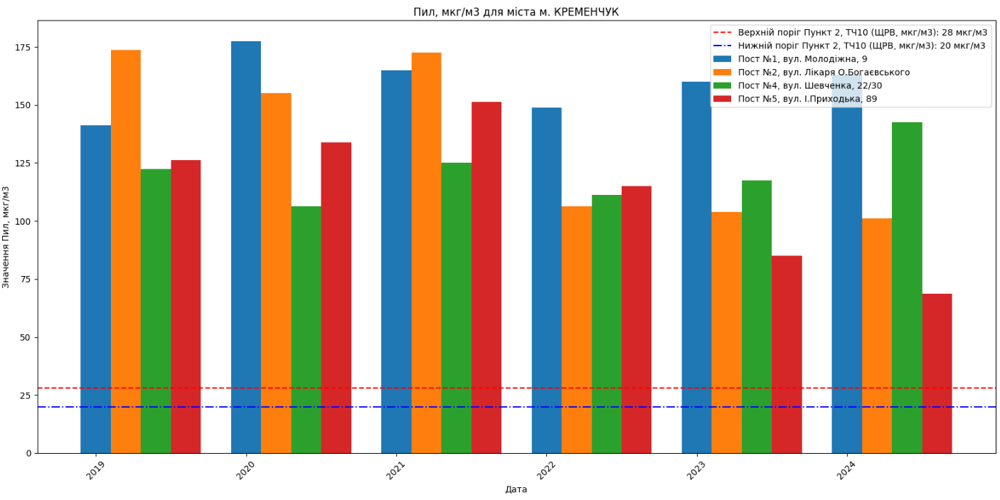 Пил, мкг/м3 для міста м. КРЕМЕНЧУК
Верхній поріг Пункт 2, ТЧ10 (ЩРВ, мкг/м3): 28 мкг/м3
Нижній поріг Пункт 2, ТЧ10 (ЩРВ, мкг/м3): 20 мкг/м3
Пост №1, вул. Молодіжна, 9
Пост №2, вул. Лікаря О.Богаєвського
Пост №4, вул. Шевченка, 22/30
Пост №5, вул. І.Приходька, 89
Значення Пил, мкг/м3
175
150
125
100
75
50
25
0
2019
2020
2021
2022
2023
2024
Дата